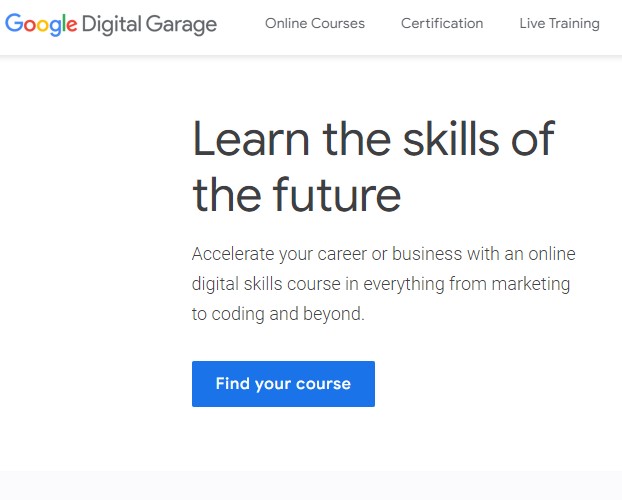 Google Digital Garage Online Courses Certification Live Training
Learn the skills of
the future
Accelerate your career or business with an online
digital skills course in everything from marketing
to coding and beyond.
Find your course